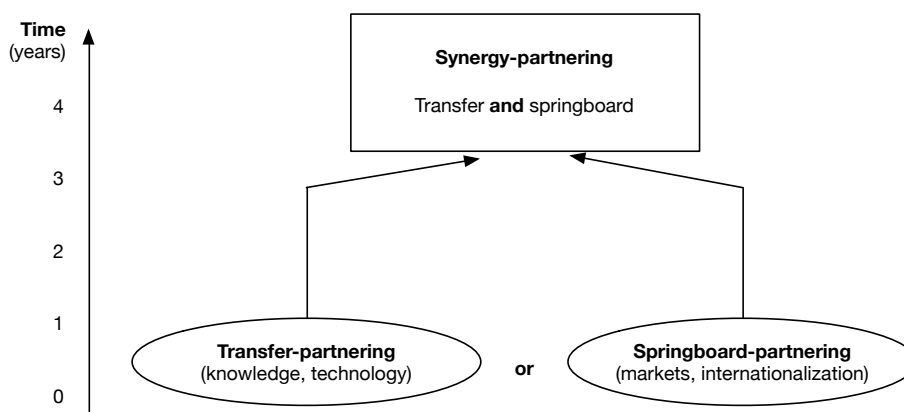 Time
(years)
Synergy-partnering
4
Transfer and springboard
3
2
1
Transfer-partnering
(knowledge, technology)
or
Springboard-partnering
(markets, internationalization)
0